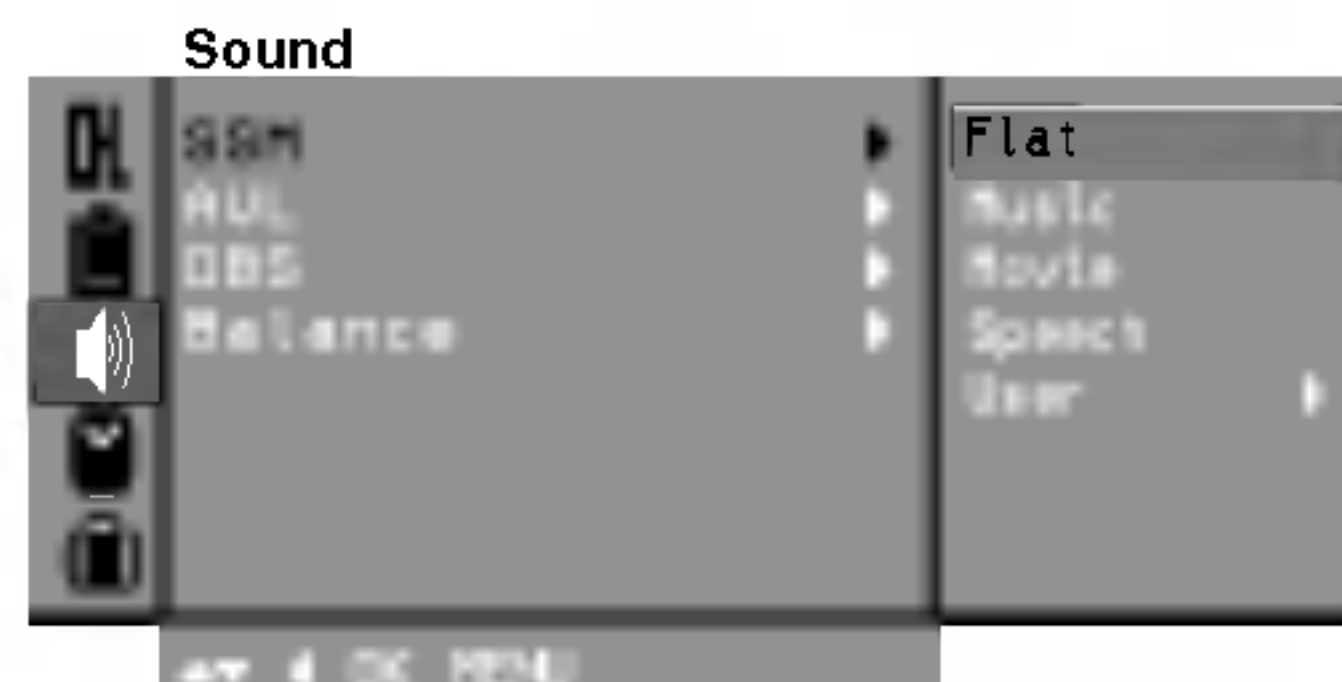 Sound
SSM
Flat
AVL
Music
DBS
Movie
Balance
Speech
User
OK MENU